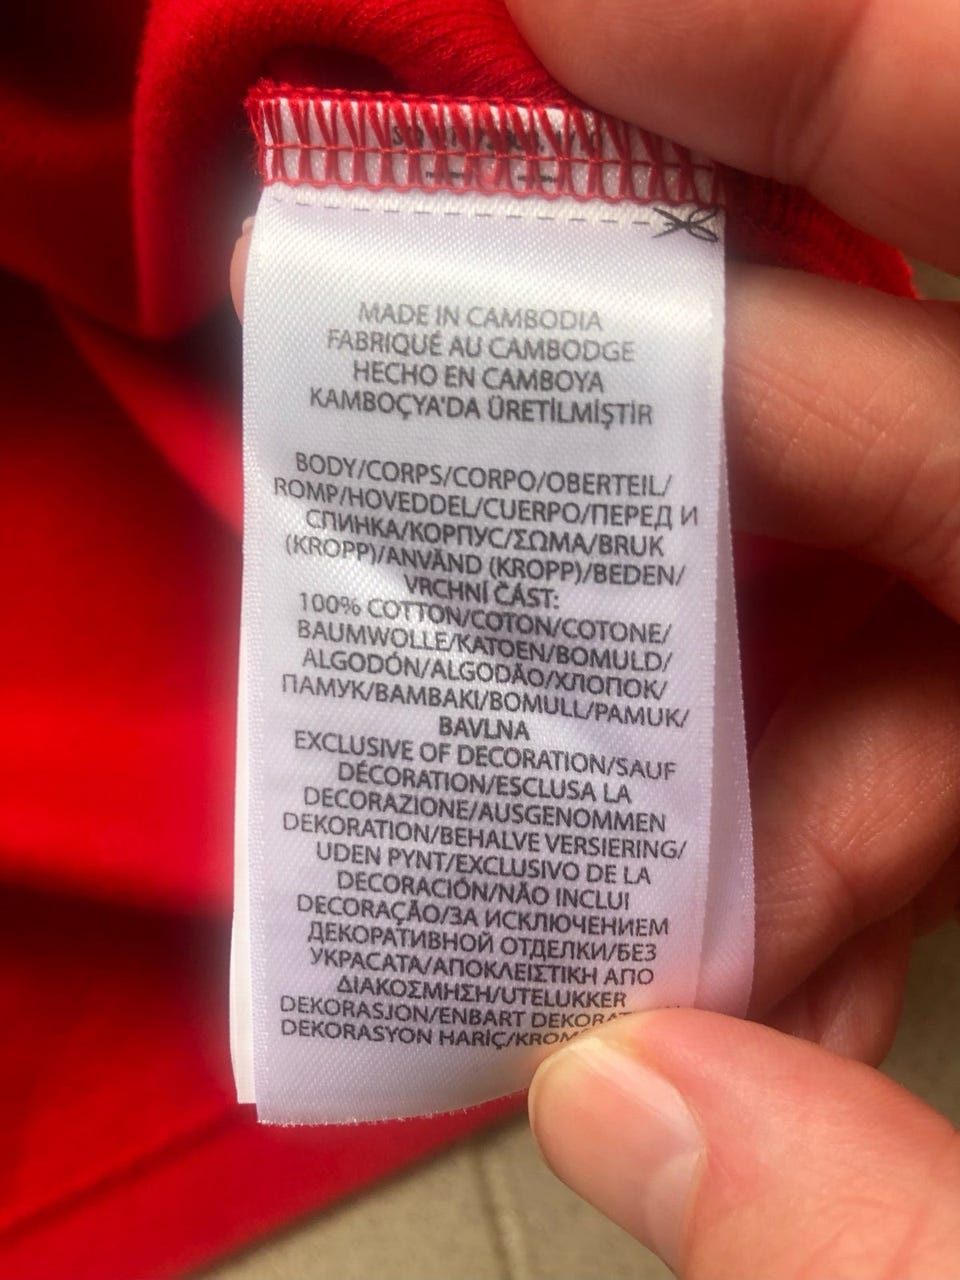 MADE IN CAMBODIA
FABRIQUÉ AU CAMBODGE
HECHO EN CAMBOYA
KAMBOÇYA'DA ÜRETİLMİŞTİR
BODY/CORPS/CORPO/OBERTEIL/
ROMP/HOVEDDEL/CUERPO/ПЕРЕД И
СПИНКА/КОРПУС/ΣΩΜΑ/BRUK
(KROPP)/ANVÄND (KROPP)/BEDEN/
VRCHNÍ ČÁST:
100% COTTON/COTON/COTONE/
BAUMWOLLE/KATOEN/BOMULD/
ALGODÓN/ALGODÃO/ХЛОПОК/
ПАМУК/BAMBAKI/BOMULL/PAMUK/
BAVLNA
EXCLUSIVE OF DECORATION/SAUF
DÉCORATION/ESCLUSA LA
DECORAZIONE/AUSGENOMMEN
DEKORATION/BEHALVE VERSIERING/
UDEN PYNT/EXCLUSIVO DE LA
DECORACIÓN/NÃO INCLUI
DECORAÇÃO/ЗА ИСКЛЮЧЕНИЕМ
ДЕКОРАТИВНОЙ ОТДЕЛКИ/БЕЗ
УКРАСАТА/ΑΠΟΚΛΕΙΣΤΙΚΗ ΑΠΟ
ΔΙΑΚΟΣΜΗΣΗ/UTELUKKER
DEKORASJON/ENBART
DEKORASYON HARİÇ/